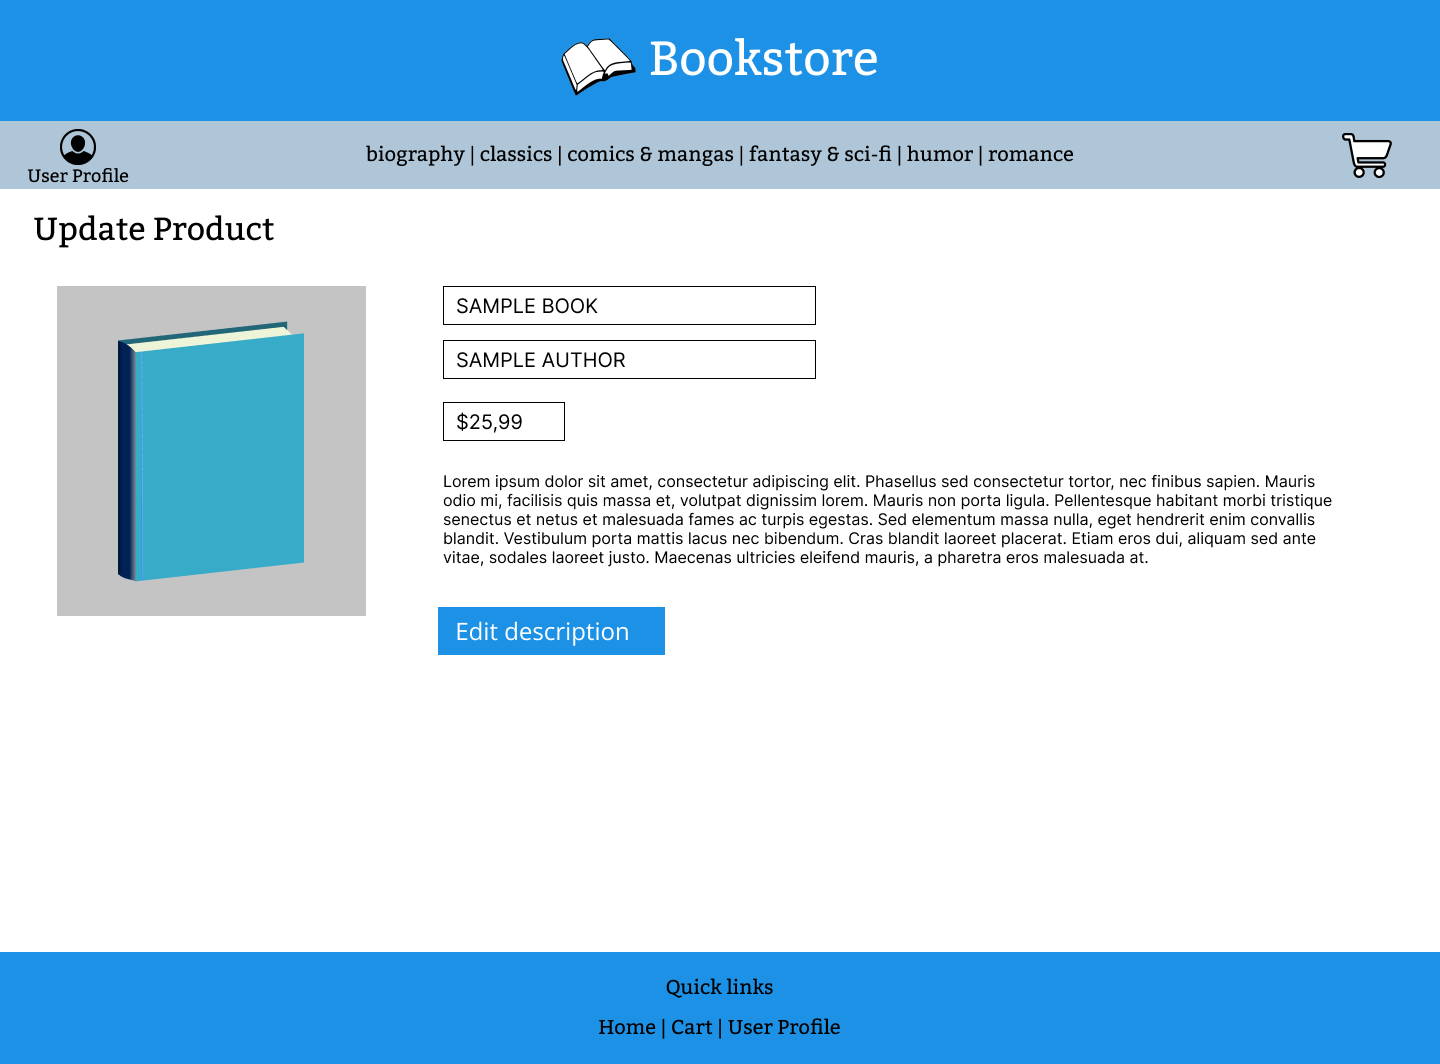 Bookstore
User Profile
biography | classics | comics & mangas | fantasy & sci-fi | humor | romance
Update Product
SAMPLE BOOK
SAMPLE AUTHOR
$25,99
Lorem ipsum dolor sit amet, consectetur adipiscing elit. Phasellus sed consectetur tortor, nec finibus sapien. Mauris
odio mi, facilisis quis massa et, volutpat dignissim lorem. Mauris non porta ligula. Pellentesque habitant morbi tristique
senectus et netus et malesuada fames ac turpis egestas. Sed elementum massa nulla, eget hendrerit enim convallis
blandit. Vestibulum porta mattis lacus nec bibendum. Cras blandit laoreet placerat. Etiam eros dui, aliquam sed ante
vitae, sodales laoreet justo. Maecenas ultricies eleifend mauris, a pharetra eros malesuada at.
Edit description
Quick links
Home | Cart | User Profile